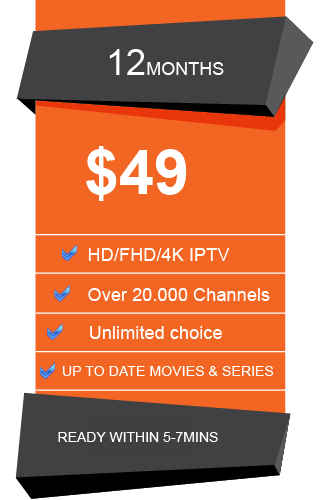 12MONTHS
$49
HD/FHD/4K IPTV
Over 20.000 Channels
Unlimited choice
UP TO DATE MOVIES & SERIES
READY WITHIN 5-7MINS